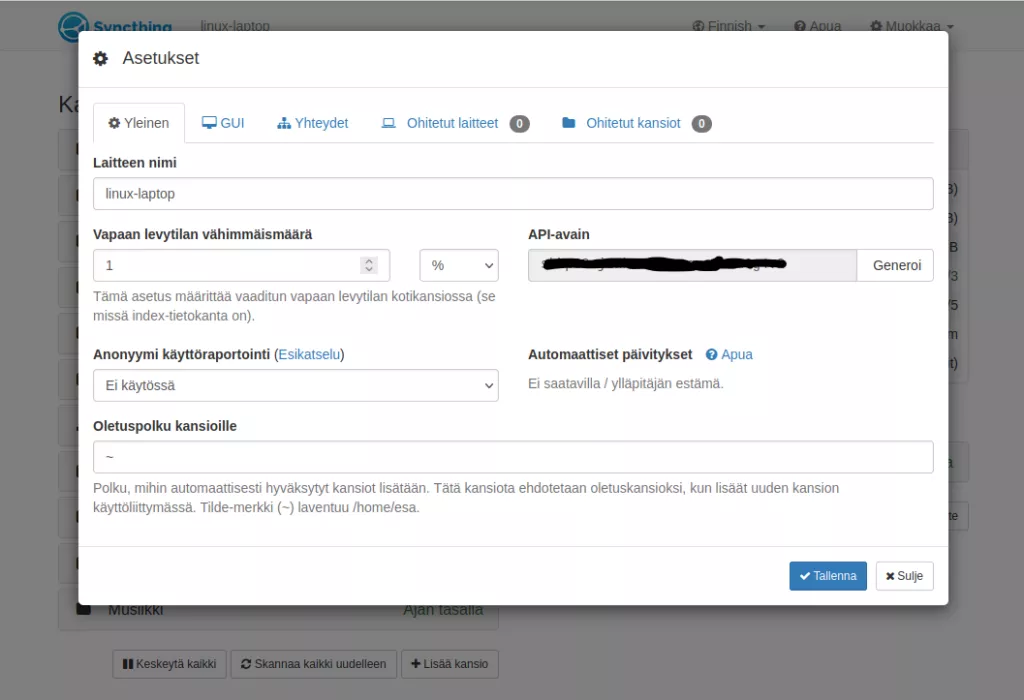 Syncthing
linux-laptop
Finnish
Apua
Muokkaa
Asetukset
Yleinen
GUI
Yhteydet
Ohitetut laitteet 0
Ohitetut kansiot 0
Laitteen nimi
linux-laptop
Vapaan levytilan vähimmäismäärä
API-avain
1
%
Generoi
Tämä asetus määrittää vaaditun vapaan levytilan kotikansiossa (se
missä index-tietokanta on).
Anonyymi käyttöraportointi (Esikatselu)
Automaattiset päivitykset
Apua
Ei käytössä
Ei saatavilla / ylläpitäjän estämä.
Oletuspolku kansioille
~
Polku, mihin automaattisesti hyväksytyt kansiot lisätään. Tätä kansiota ehdotetaan oletuskansioksi, kun lisäät uuden kansion
käyttöliittymässä. Tilde-merkki (~) laventuu /home/esa.
Tallenna
Sulje
Musiikki
Ajan tasalla
Keskeytä kaikki
Skannaa kaikki uudelleen
Lisää kansio